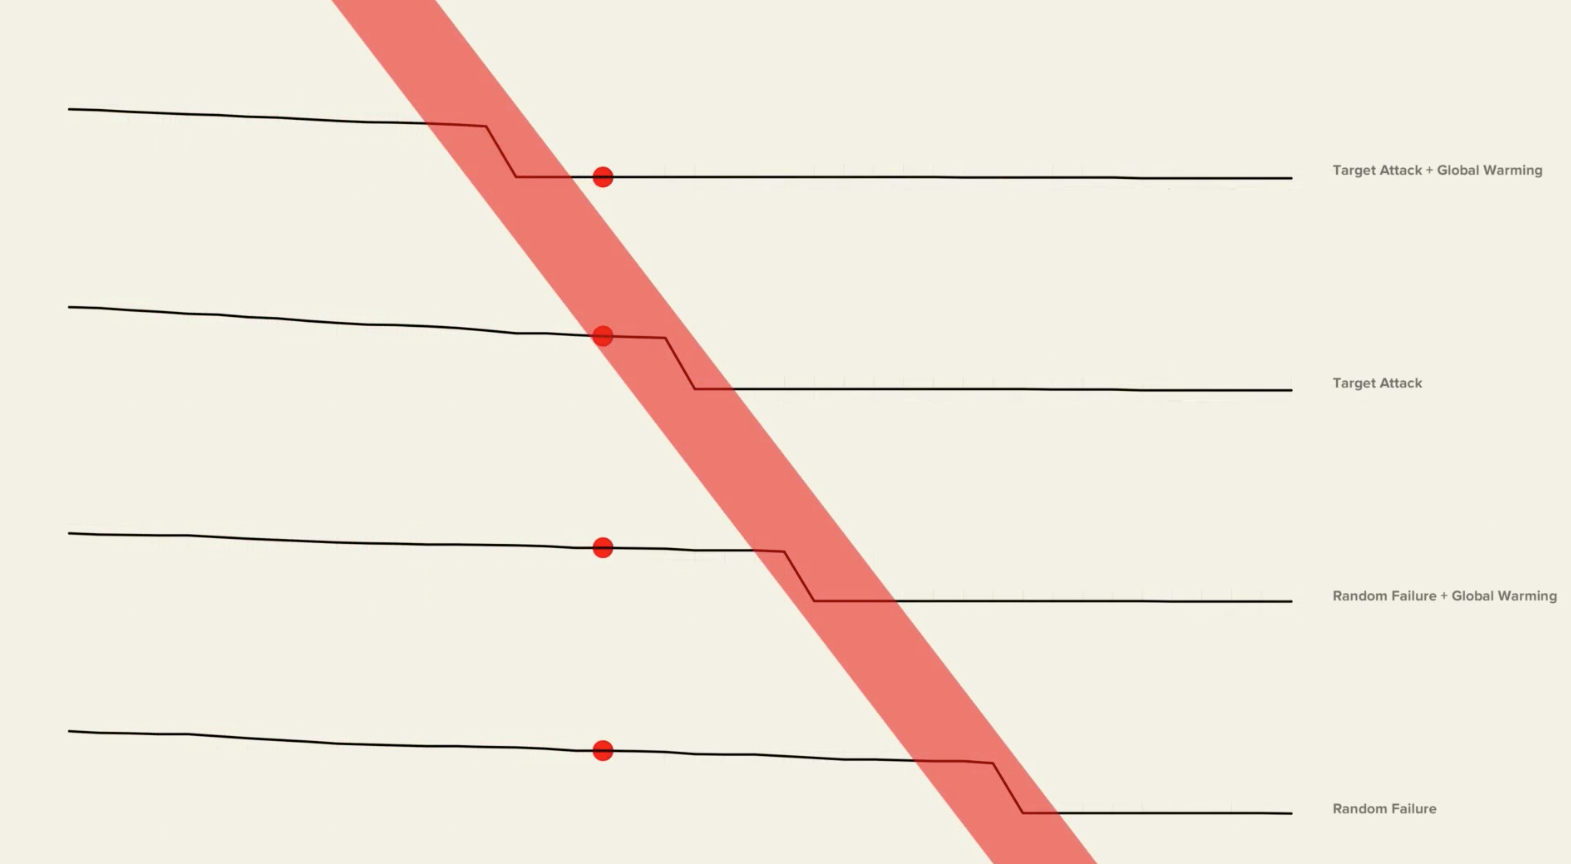 Target Attack + Global Warming
Target Attack
Random Failure + Global Warming
Random Failure